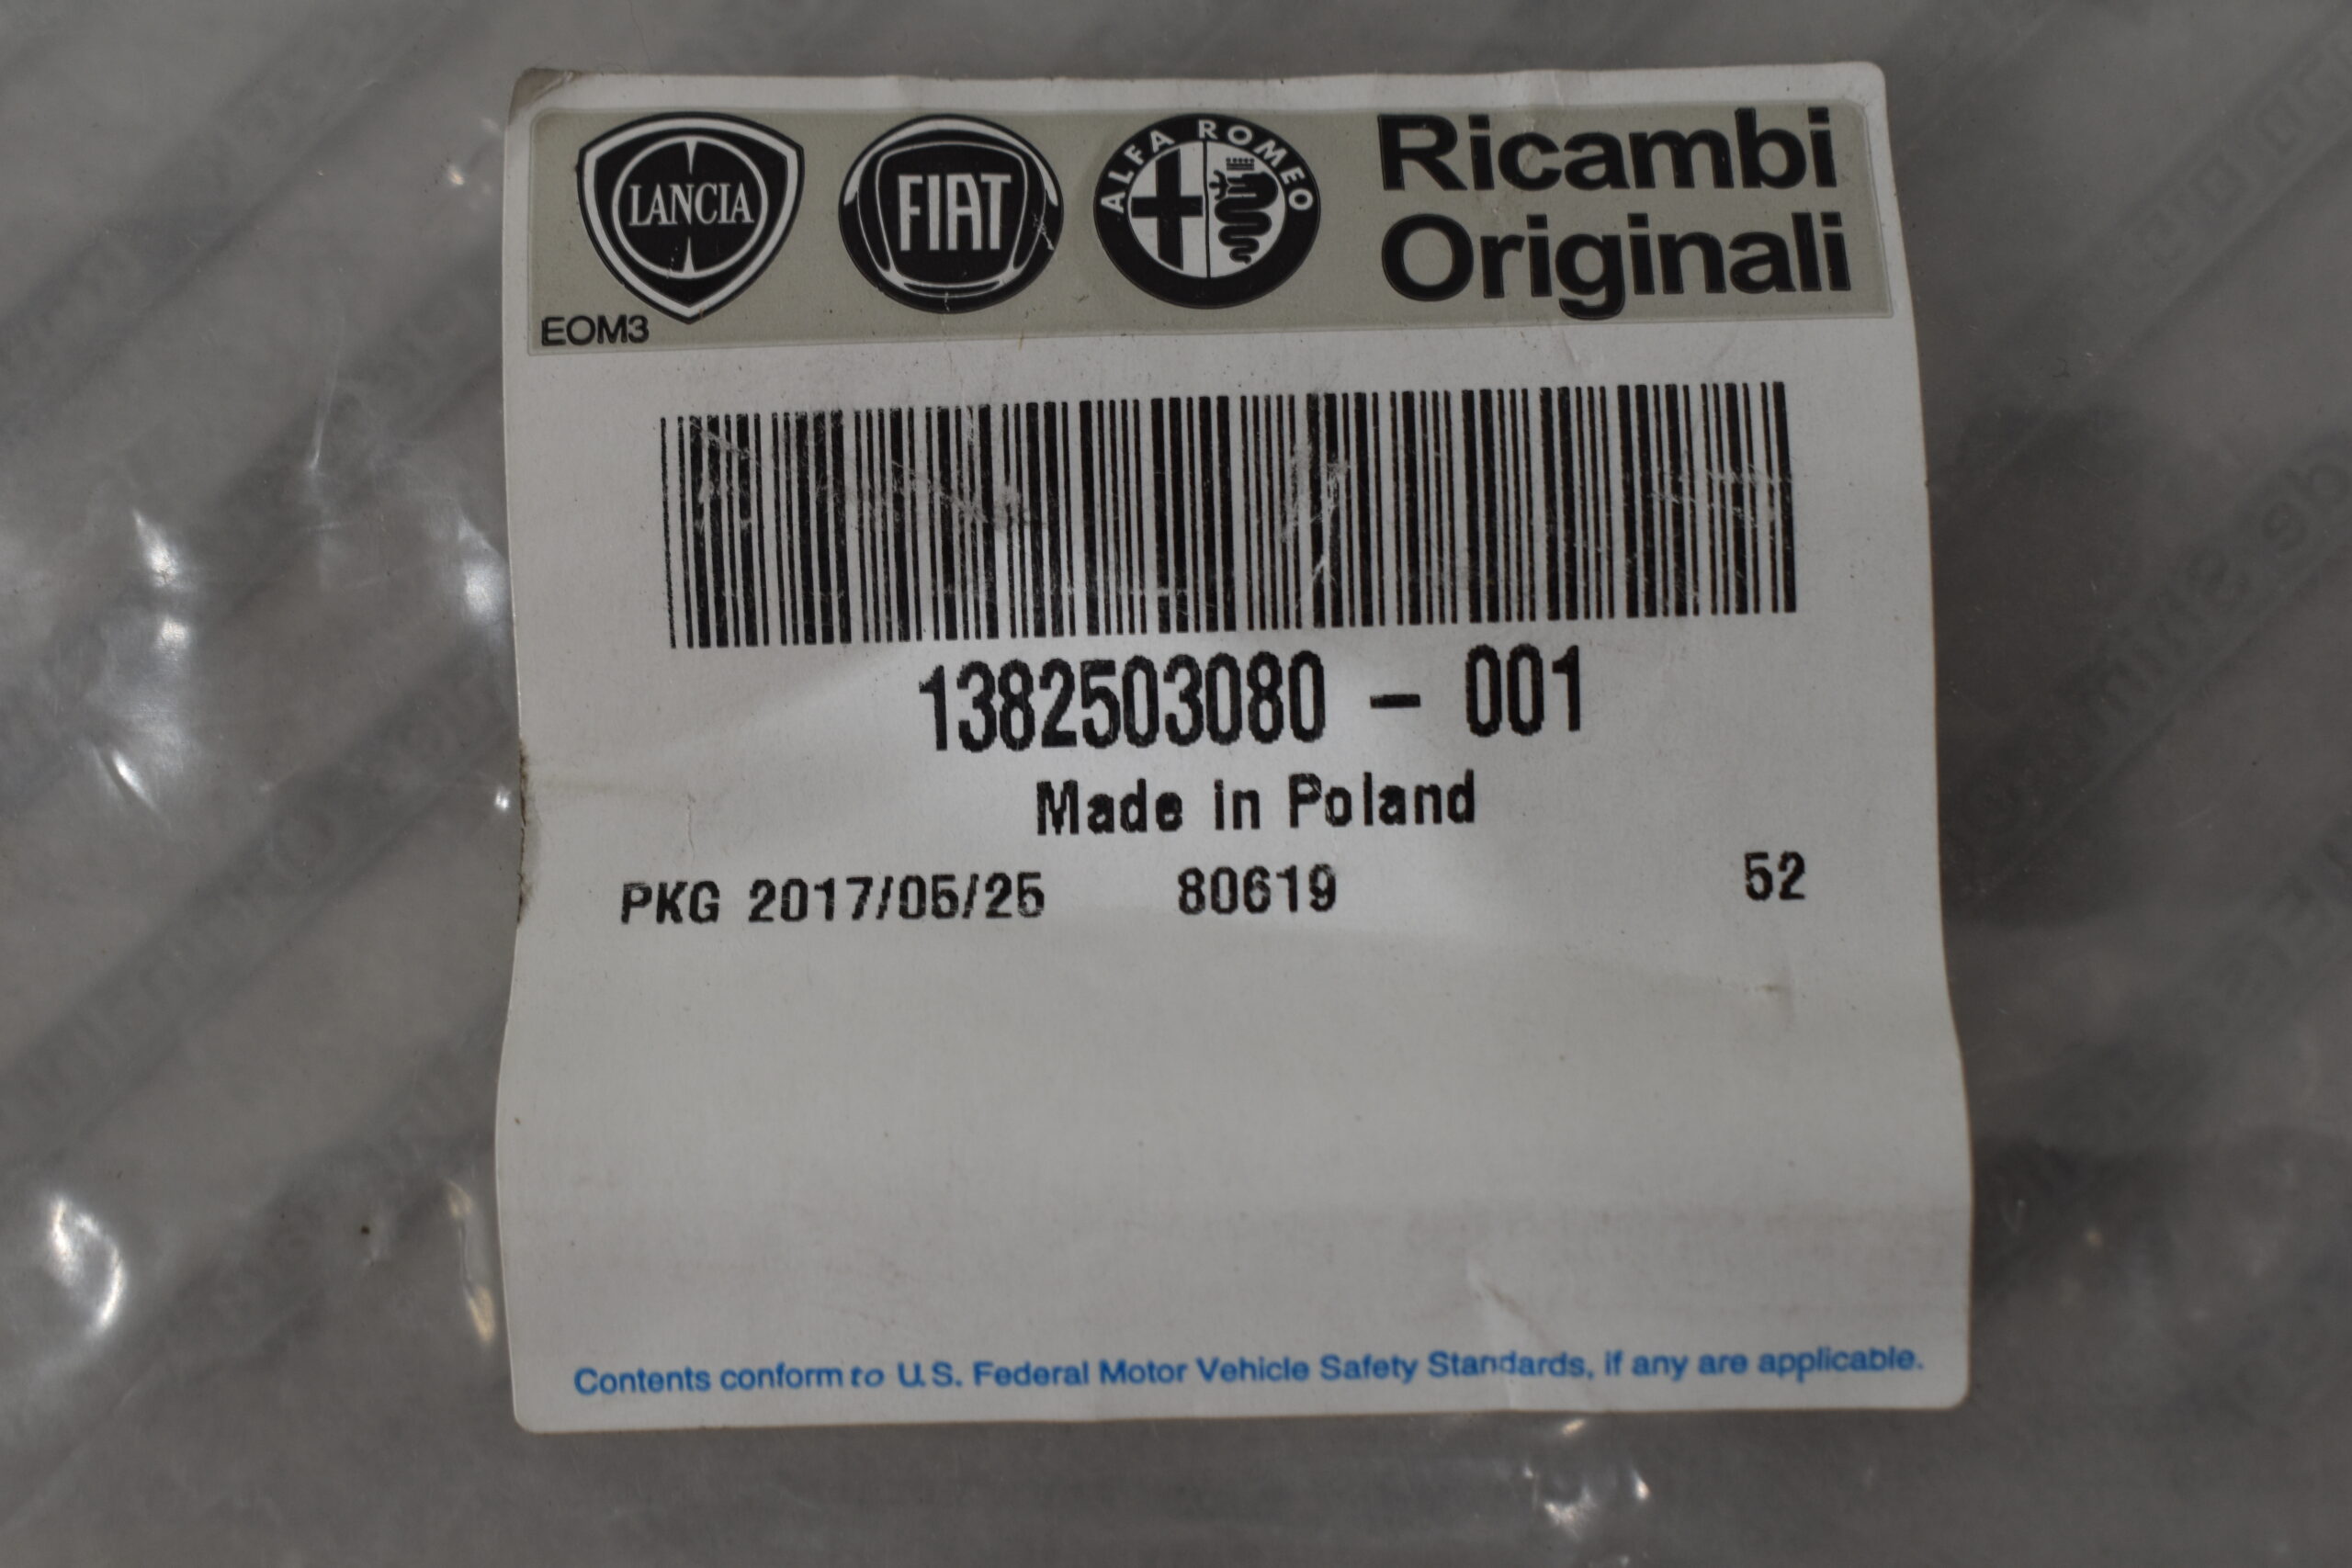 LANCIA
FIAT
ALFA ROMEO
Ricambi
Originali
EOM3
1382503080 - 001
Made in Poland
PKG 2017/05/25 80619 52
Contents conform to U.S. Federal Motor Vehicle Safety Standards, if any are applicable.